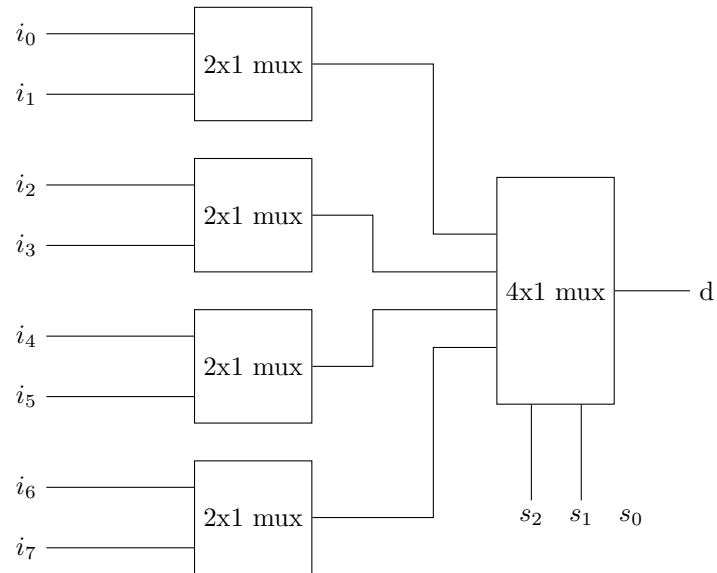 i₀
2x1 mux
i₁
i₂
2x1 mux
i₃
4x1 mux
d
i₄
2x1 mux
i₅
i₆
2x1 mux
s₂ s₁ s₀
i₇